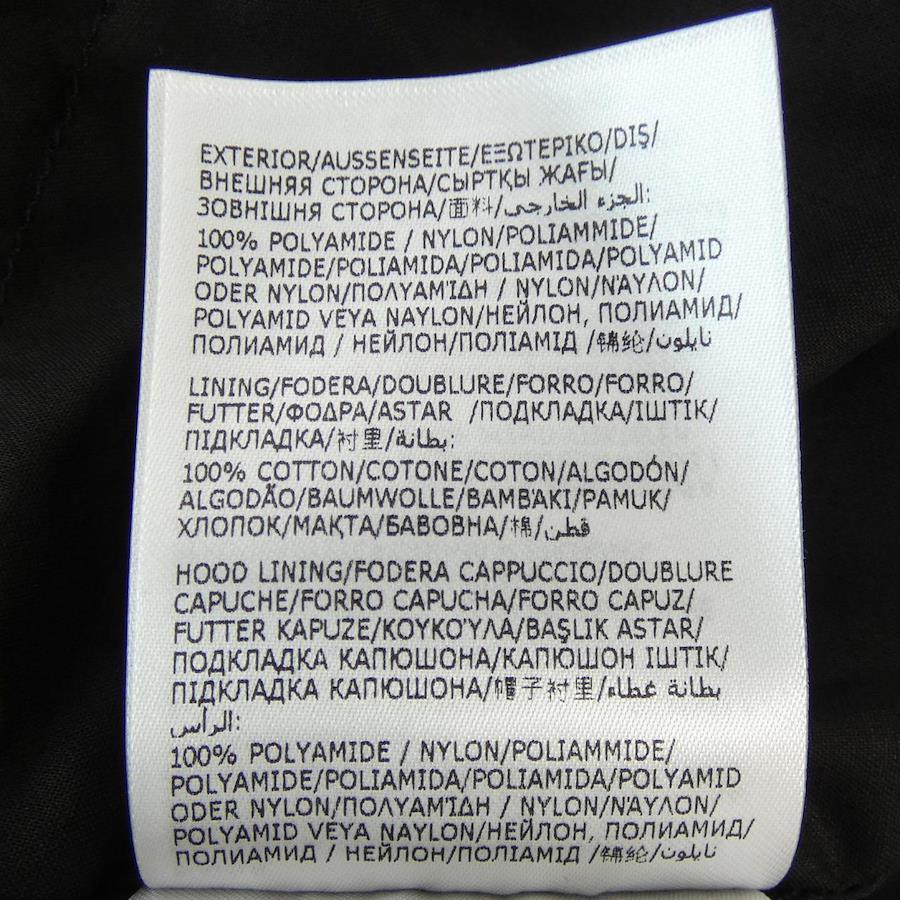 EXTERIOR/AUSSENSEITE/ΕΞΩΤΕΡΙΚΟ/DIŞ/
ВНЕШНЯЯ СТОРОНА/СЫРТҚЫ ЖАҒЫ/
ЗОВНІШНЯ СТОРОНА/面料/الجزء الخارجي:
100% POLYAMIDE / NYLON/POLIAMMIDE/
POLYAMIDE/POLIAMIDA/POLIAMIDA/POLYAMID
ODER NYLON/ΠΟΛΥΑΜΊΔΗ / NYLON/ΝΆΥΛΟΝ/
POLYAMID VEYA NAYLON/НЕЙЛОН, ПОЛИАМИД/
ПОЛИАМИД / НЕЙЛОН/ПОЛІАМІД /锦纶/نايلون
LINING/FODERA/DOUBLURE/FORRO/FORRO/
FUTTER/ΦΟΔΡΑ/ASTAR /ПОДКЛАДКА/ІШТІК/
ПІДКЛАДКА/衬里/بطانة:
100% COTTON/COTONE/COTON/ALGODÓN/
ALGODÃO/BAUMWOLLE/ΒΑΜΒΆΚΙ/PAMUK/
ХЛОПОК/МАҚТА/БАВОВНА/棉/قطن
HOOD LINING/FODERA CAPPUCCIO/DOUBLURE
CAPUCHE/FORRO CAPUCHA/FORRO CAPUZ/
FUTTER KAPUZE/ΚΟΥΚΟΎΛΑ/BAŞLIK ASTAR/
ПОДКЛАДКА КАПЮШОНА/КАПЮШОН ІШТІК/
ПІДКЛАДКА КАПЮШОНА/帽子衬里/بطانة غطاء
الرأس:
100% POLYAMIDE / NYLON/POLIAMMIDE/
POLYAMIDE/POLIAMIDA/POLIAMIDA/POLYAMID
ODER NYLON/ΠΟΛΥΑΜΊΔΗ / NYLON/ΝΆΥΛΟΝ/
POLYAMID VEYA NAYLON/НЕЙЛОН, ПОЛИАМИД/
ПОЛИАМИД / НЕЙЛОН/ПОЛІАМІД /锦纶/نايلون